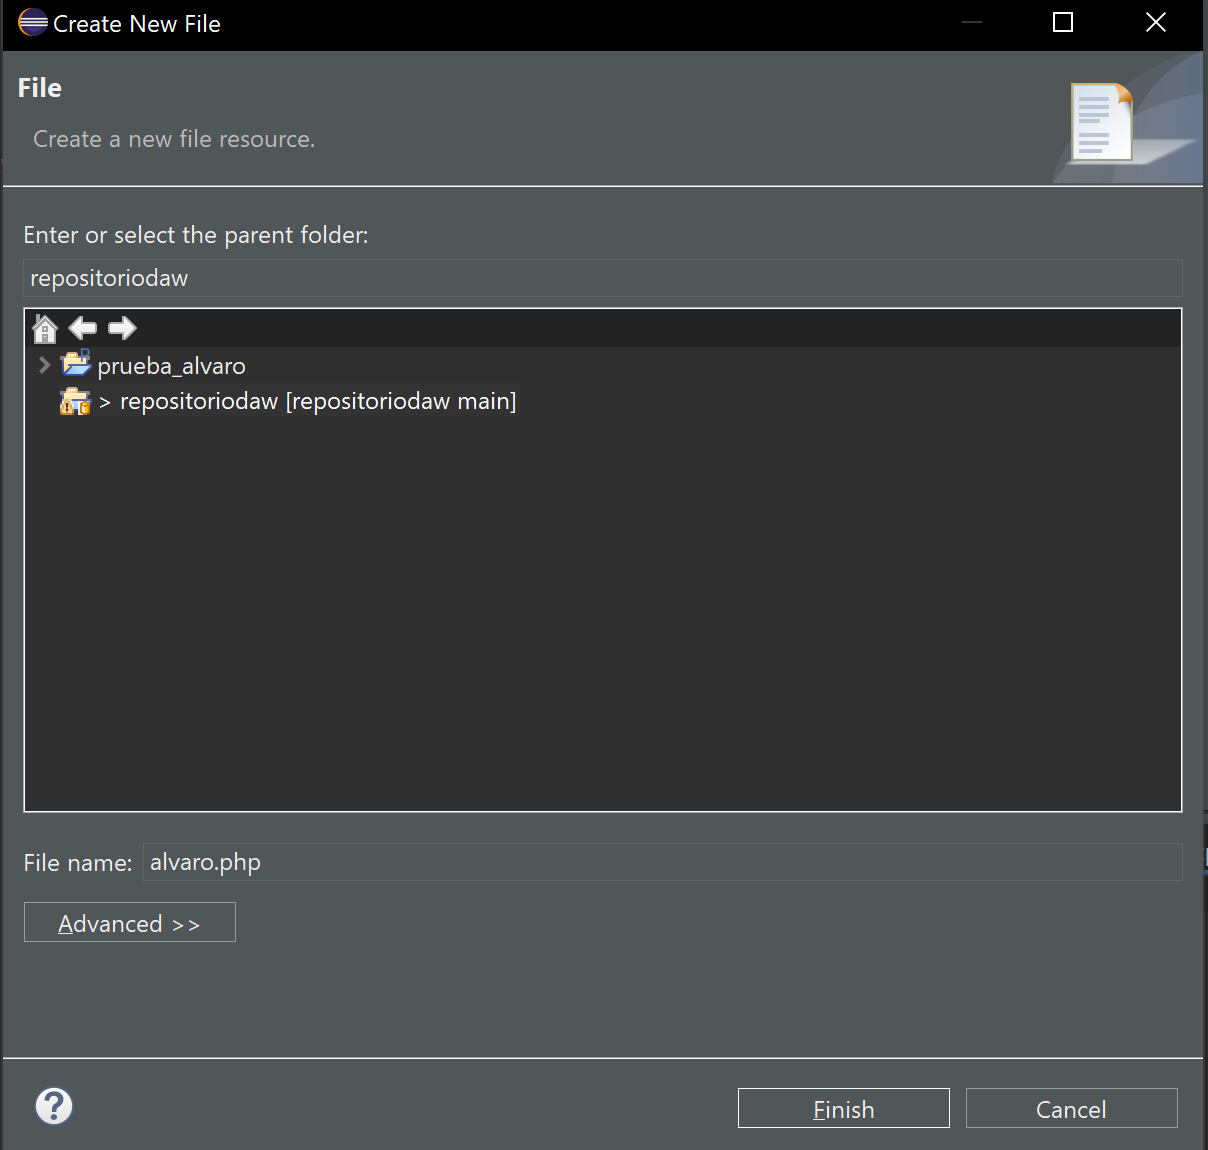 Create New File
File
Create a new file resource.
Enter or select the parent folder:
repositoriodaw
prueba_alvaro
> repositoriodaw [repositoriodaw main]
File name: alvaro.php
Advanced >>
Finish Cancel